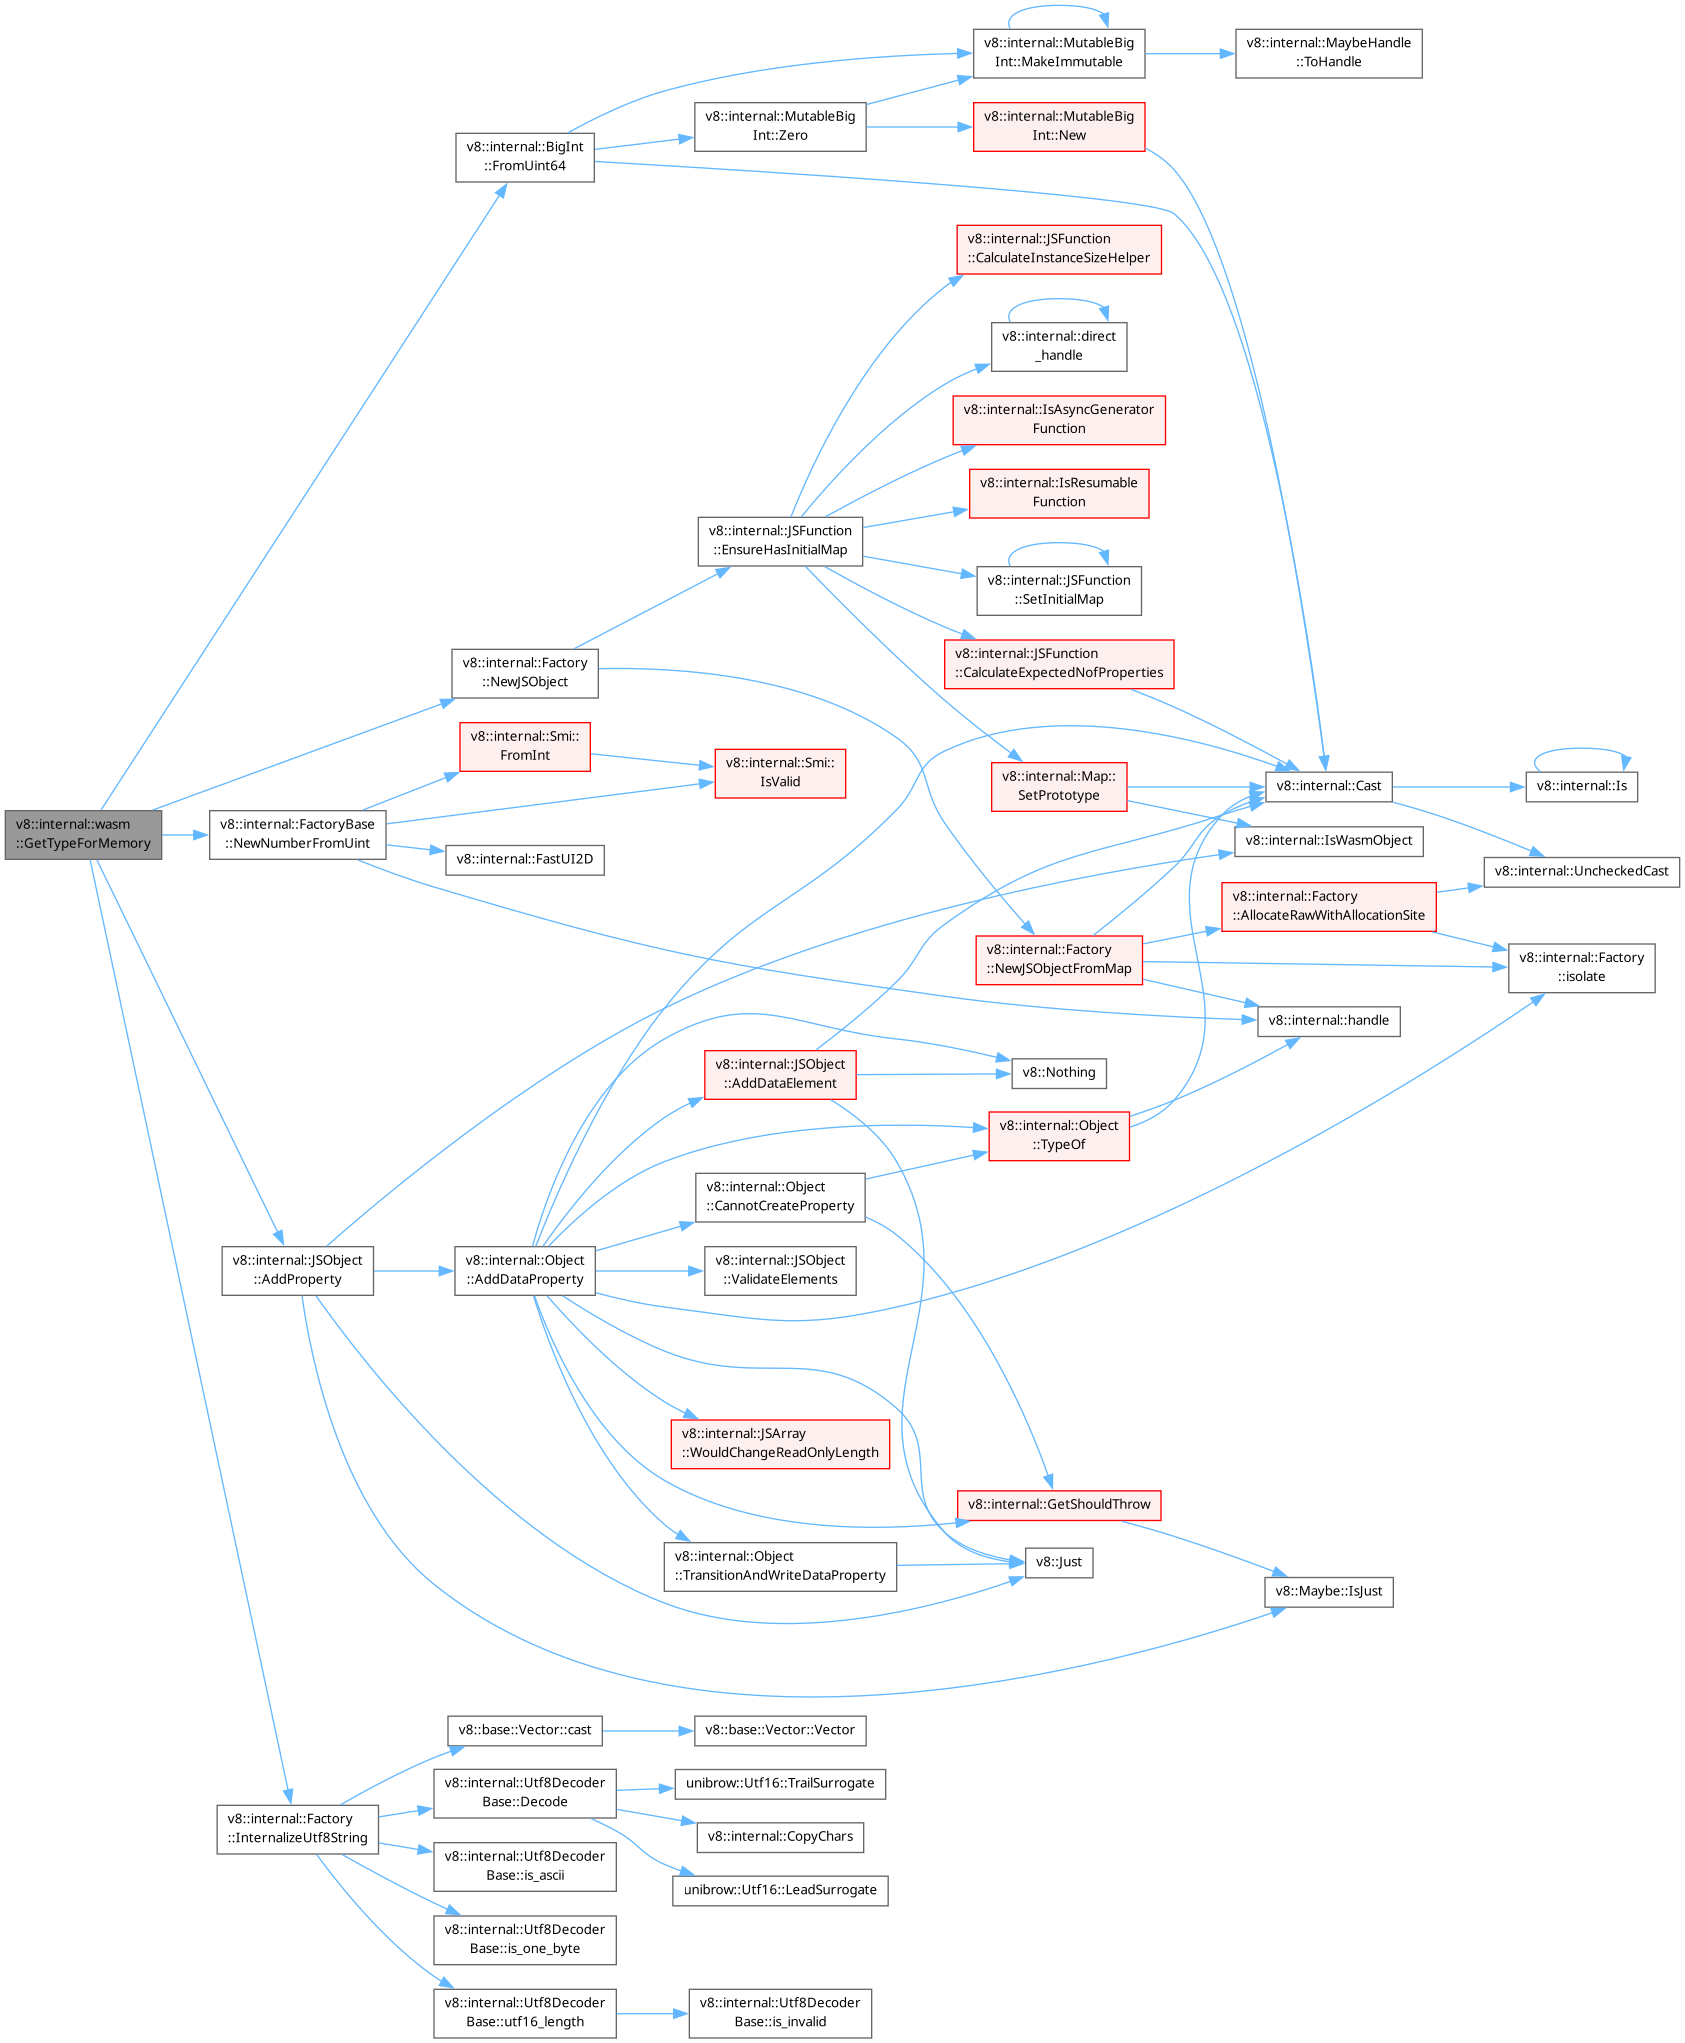 v8::internal::MutableBig
Int::MakeImmutable
v8::internal::MaybeHandle
::ToHandle
v8::internal::BigInt
::FromUint64
v8::internal::MutableBig
Int::Zero
v8::internal::MutableBig
Int::New
v8::internal::JSFunction
::CalculateInstanceSizeHelper
v8::internal::direct
_handle
v8::internal::IsAsyncGenerator
Function
v8::internal::IsResumable
Function
v8::internal::JSFunction
::EnsureHasInitialMap
v8::internal::JSFunction
::SetInitialMap
v8::internal::Factory
::NewJSObject
v8::internal::JSFunction
::CalculateExpectedNofProperties
v8::internal::Smi::
FromInt
v8::internal::Smi::
IsValid
v8::internal::Map::
SetPrototype
v8::internal::Cast
v8::internal::Is
v8::internal::wasm
::GetTypeForMemory
v8::internal::FactoryBase
::NewNumberFromUint
v8::internal::FastUI2D
v8::internal::IsWasmObject
v8::internal::UncheckedCast
v8::internal::Factory
::AllocateRawWithAllocationSite
v8::internal::Factory
::NewJSObjectFromMap
v8::internal::Factory
::isolate
v8::internal::handle
v8::internal::JSObject
::AddDataElement
v8::Nothing
v8::internal::Object
::TypeOf
v8::internal::Object
::CannotCreateProperty
v8::internal::JSObject
::AddProperty
v8::internal::Object
::AddDataProperty
v8::internal::JSObject
::ValidateElements
v8::internal::JSArray
::WouldChangeReadOnlyLength
v8::internal::GetShouldThrow
v8::internal::Object
::TransitionAndWriteDataProperty
v8::Just
v8::Maybe::IsJust
v8::base::Vector::cast
v8::base::Vector::Vector
v8::internal::Utf8Decoder
Base::Decode
unibrow::Utf16::TrailSurrogate
v8::internal::Factory
::InternalizeUtf8String
v8::internal::CopyChars
v8::internal::Utf8Decoder
Base::is_ascii
unibrow::Utf16::LeadSurrogate
v8::internal::Utf8Decoder
Base::is_one_byte
v8::internal::Utf8Decoder
Base::utf16_length
v8::internal::Utf8Decoder
Base::is_invalid